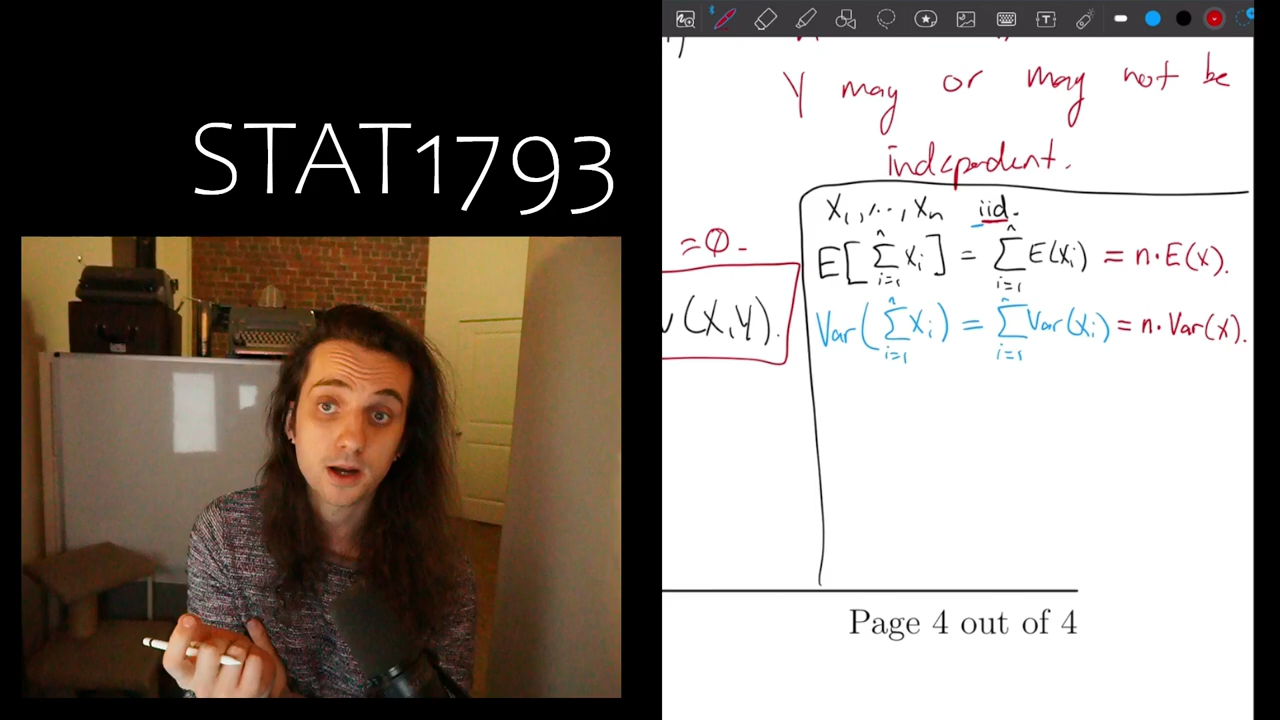 STAT1793
Y may or may not be
independent.
= 0.
X₁, ..., Xₙ iid.
E[∑ᵢ₌₁ⁿ Xᵢ] = ∑ᵢ₌₁ⁿ E(Xᵢ) = n·E(X).
(X,Y).
Var(∑ᵢ₌₁ⁿ Xᵢ) = ∑ᵢ₌₁ⁿ Var(Xᵢ) = n·Var(X).
Page 4 out of 4